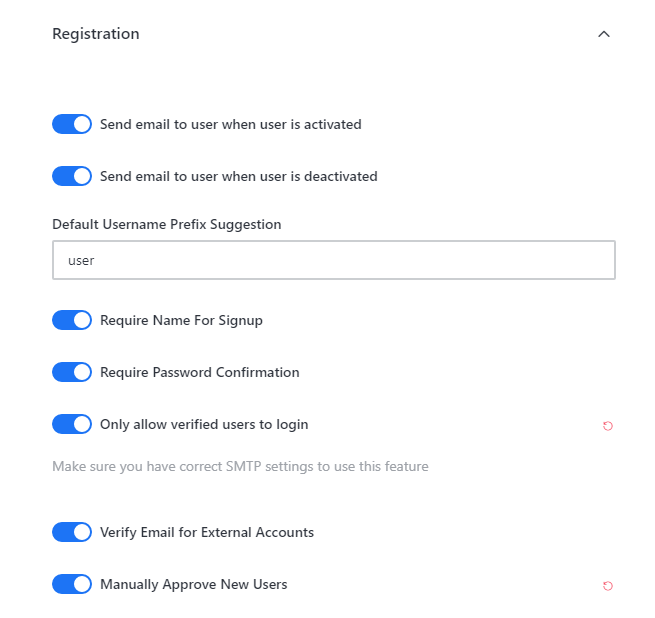 Registration
Send email to user when user is activated
Send email to user when user is deactivated
Default Username Prefix Suggestion
user
Require Name For Signup
Require Password Confirmation
Only allow verified users to login
Make sure you have correct SMTP settings to use this feature
Verify Email for External Accounts
Manually Approve New Users